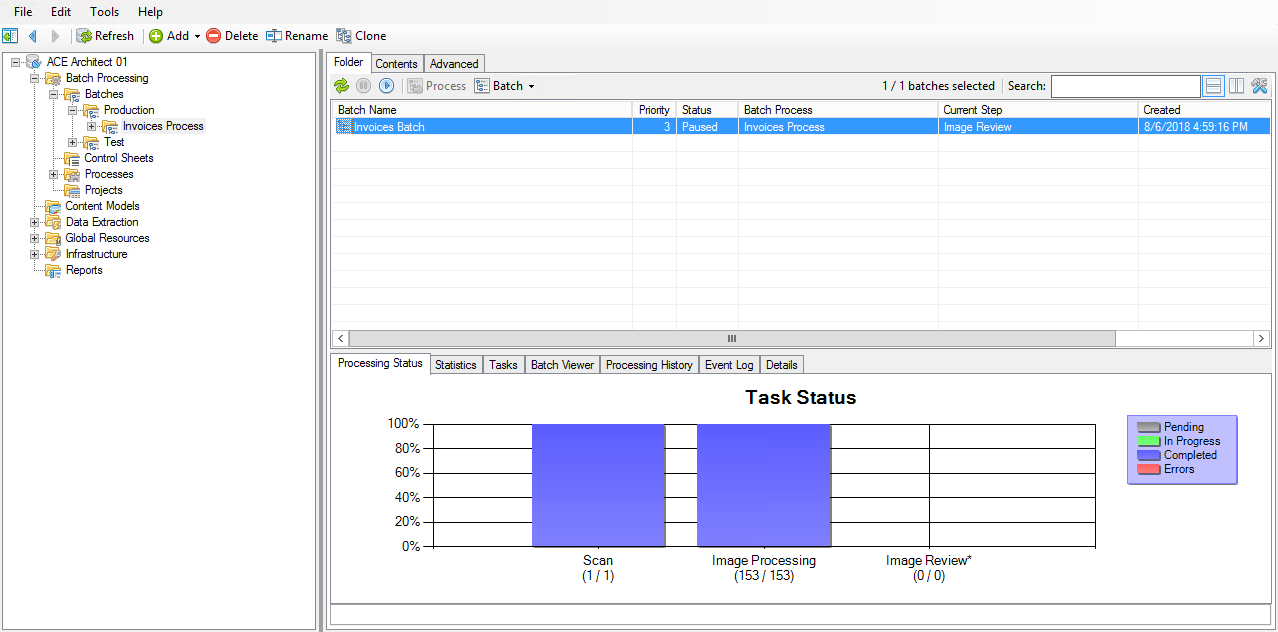 File Edit Tools Help
Refresh Add Delete Rename Clone
ACE Architect 01
Batch Processing
Batches
Production
Invoices Process
Test
Control Sheets
Processes
Projects
Content Models
Data Extraction
Global Resources
Infrastructure
Reports
Folder Contents Advanced
Process Batch 1 / 1 batches selected Search:
Batch Name Priority Status Batch Process Current Step Created
Invoices Batch 3 Paused Invoices Process Image Review 8/6/2018 4:59:16 PM
Processing Status Statistics Tasks Batch Viewer Processing History Event Log Details
Task Status
100%
80%
60%
40%
20%
0%
Scan Image Processing Image Review*
(1 / 1) (153 / 153) (0 / 0)
Pending
In Progress
Completed
Errors